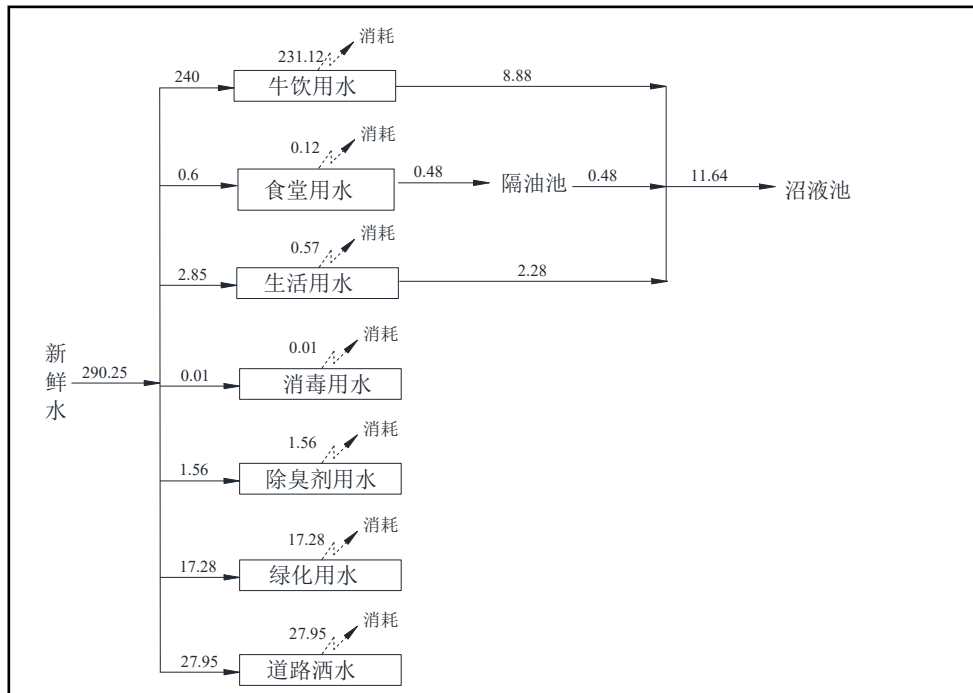 消耗
231.12
240
牛饮用水
8.88
消耗
0.12
0.6
食堂用水
0.48
隔油池
0.48
11.64
沼液池
消耗
0.57
2.85
生活用水
2.28
新鲜水
290.25
消耗
0.01
0.01
消毒用水
消耗
1.56
1.56
除臭剂用水
消耗
17.28
17.28
绿化用水
消耗
27.95
27.95
道路洒水